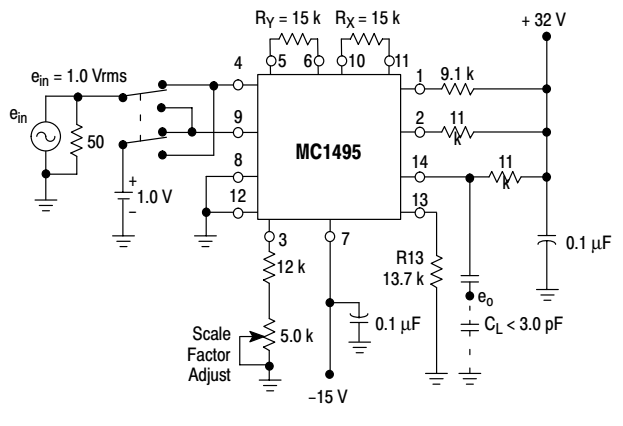 R_Y = 15 k R_X = 15 k
+ 32 V
e_in = 1.0 Vrms
4 5 6 10 11
1 9.1 k
e_in
50
9
2 11 k
MC1495
8
14 11 k
+
1.0 V
−
12
13
3 7
R13
13.7 k
0.1 μF
12 k
e_o
C_L < 3.0 pF
Scale
Factor
Adjust
5.0 k
0.1 μF
−15 V